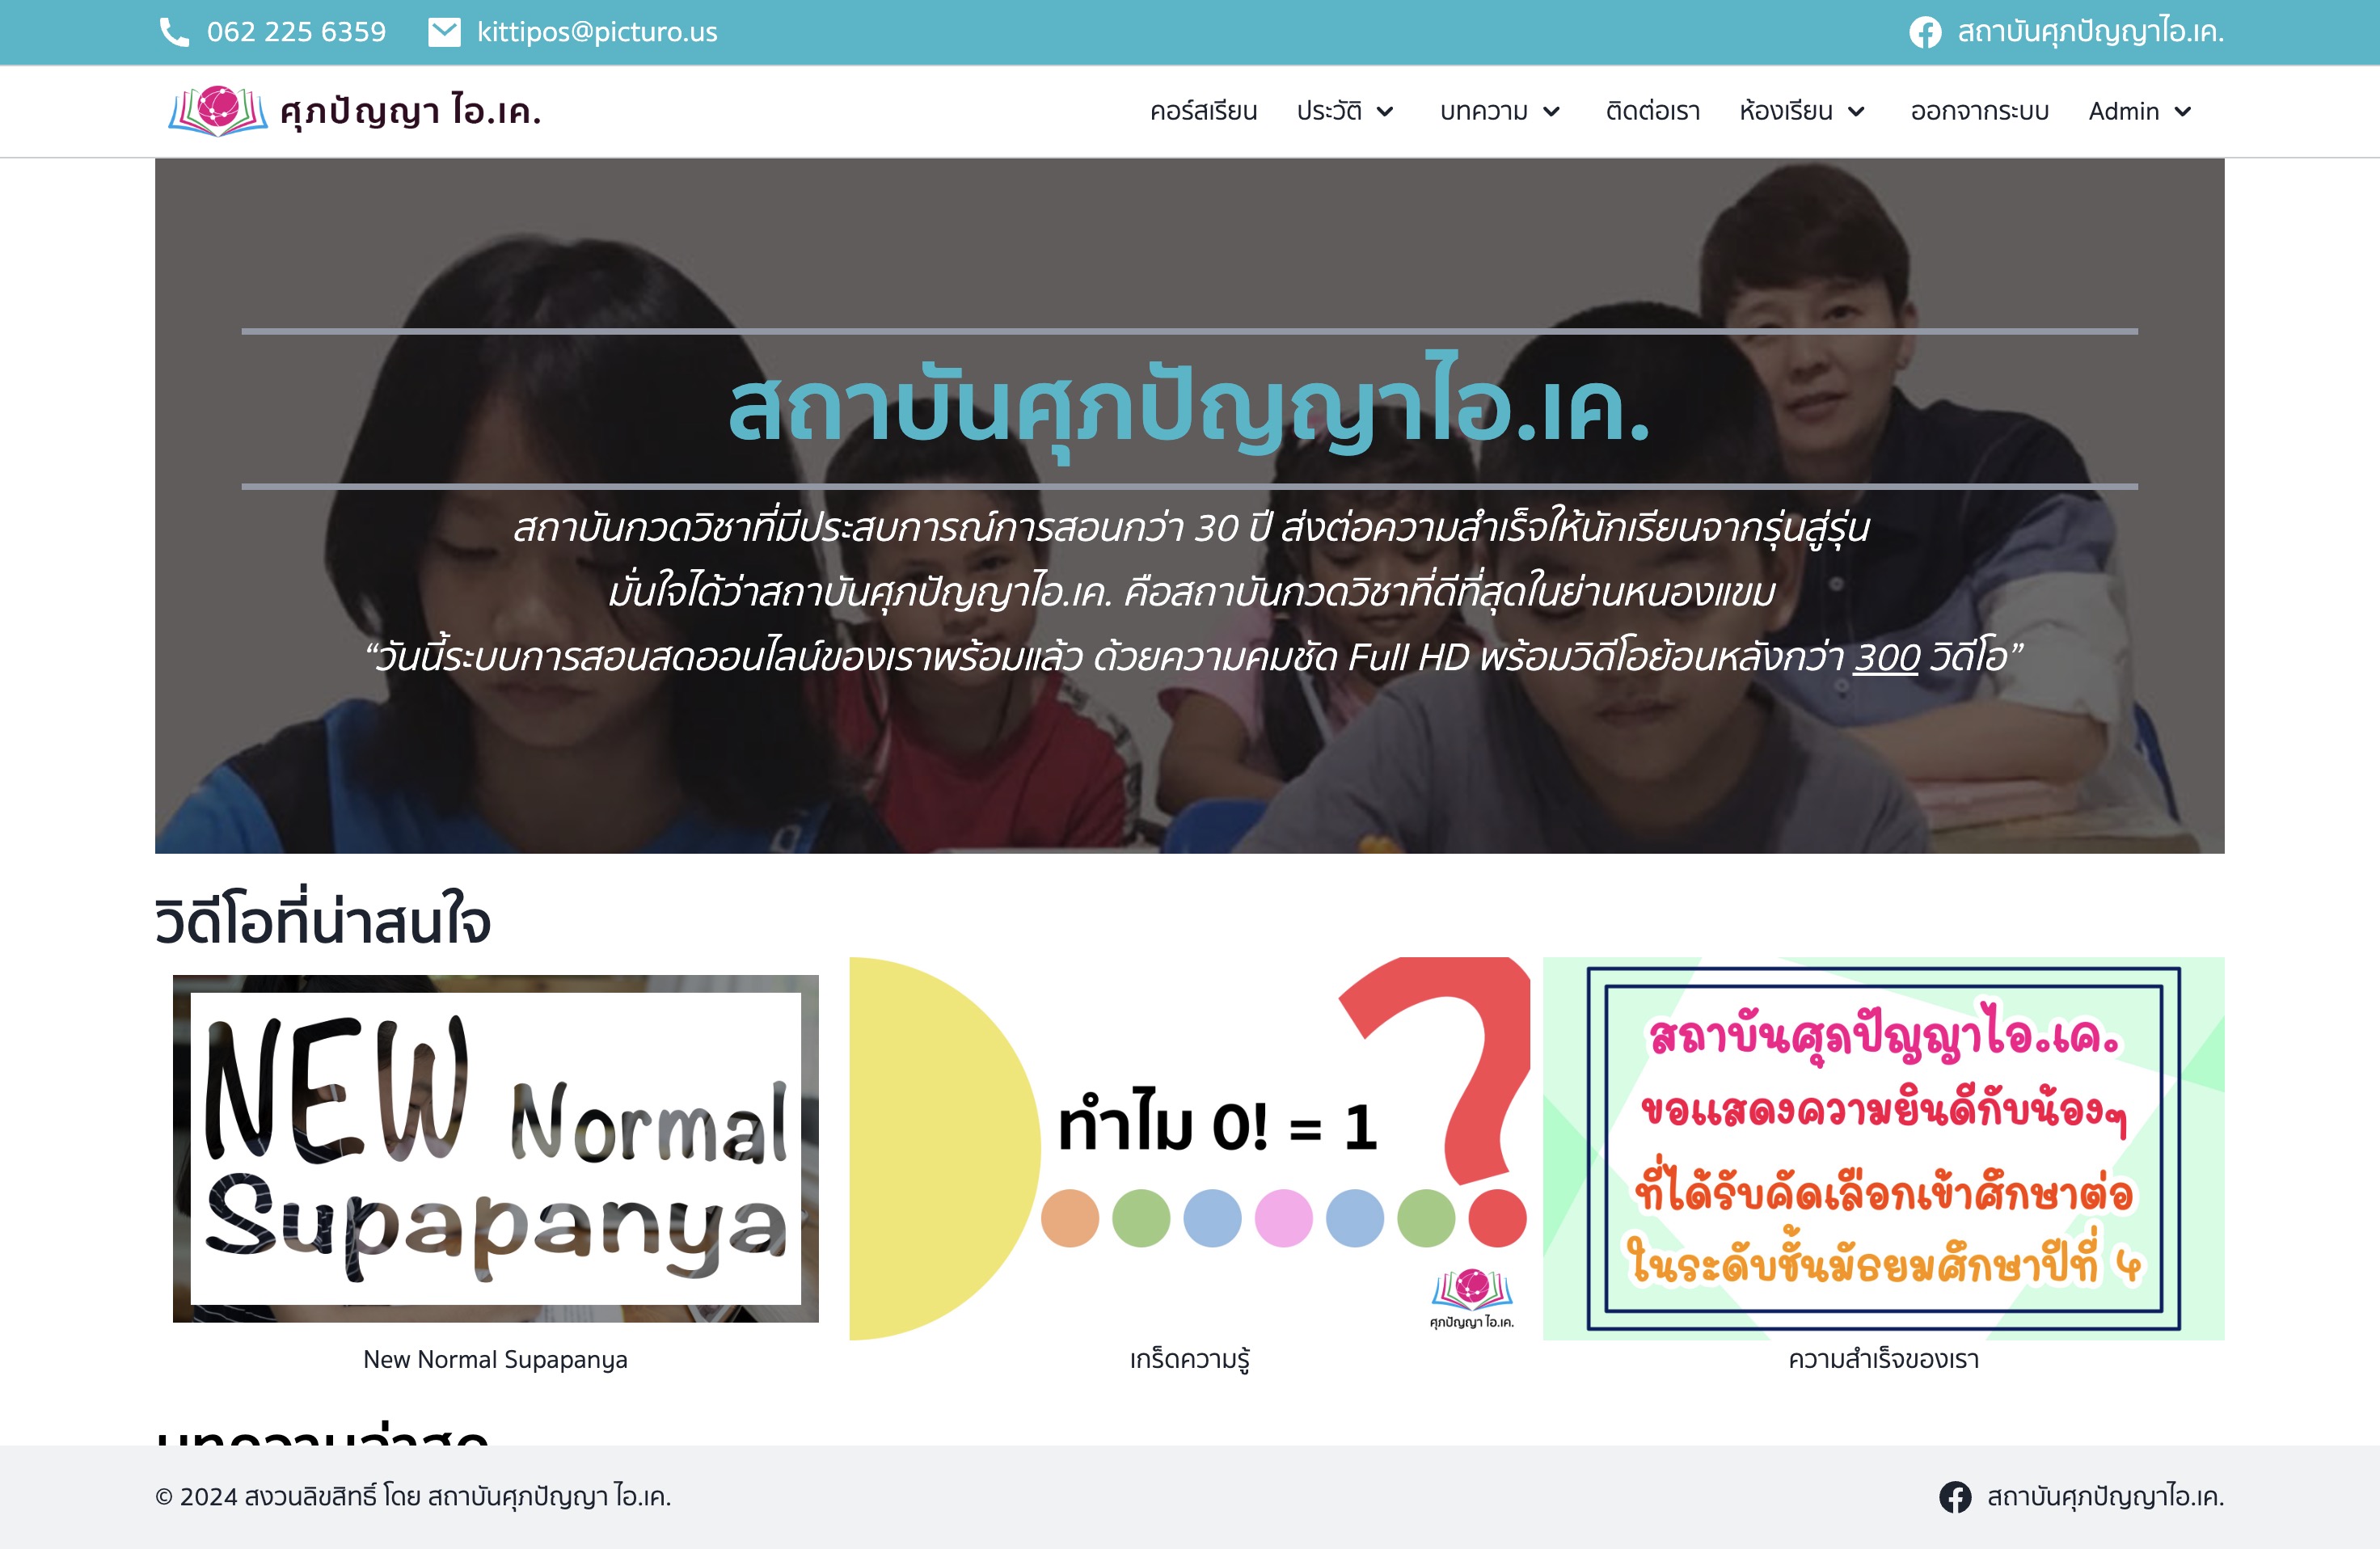 062 225 6359
kittipos@picturo.us
สถาบันศุภปัญญาไอ.เค.
ศุภปัญญา ไอ.เค.
คอร์สเรียน
ประวัติ
บทความ
ติดต่อเรา
ห้องเรียน
ออกจากระบบ
Admin
สถาบันศุภปัญญาไอ.เค.
สถาบันกวดวิชาที่มีประสบการณ์การสอนกว่า 30 ปี ส่งต่อความสำเร็จให้นักเรียนจากรุ่นสู่รุ่น
มั่นใจได้ว่าสถาบันศุภปัญญาไอ.เค. คือสถาบันกวดวิชาที่ดีที่สุดในย่านหนองแขม
“วันนี้ระบบการสอนสดออนไลน์ของเราพร้อมแล้ว ด้วยความคมชัด Full HD พร้อมวิดีโอย้อนหลังกว่า 300 วิดีโอ”
วิดีโอที่น่าสนใจ
NEW Normal
Supapanya
New Normal Supapanya
ทำไม 0! = 1
?
ศุภปัญญา ไอ.เค.
เกร็ดความรู้
สถาบันศุภปัญญาไอ.เค.
ขอแสดงความยินดีกับน้องๆ
ที่ได้รับคัดเลือกเข้าศึกษาต่อ
ในระดับชั้นมัธยมศึกษาปีที่ 4
ความสำเร็จของเรา
บทความล่าสุด
© 2024 สงวนลิขสิทธิ์ โดย สถาบันศุภปัญญา ไอ.เค.
สถาบันศุภปัญญาไอ.เค.